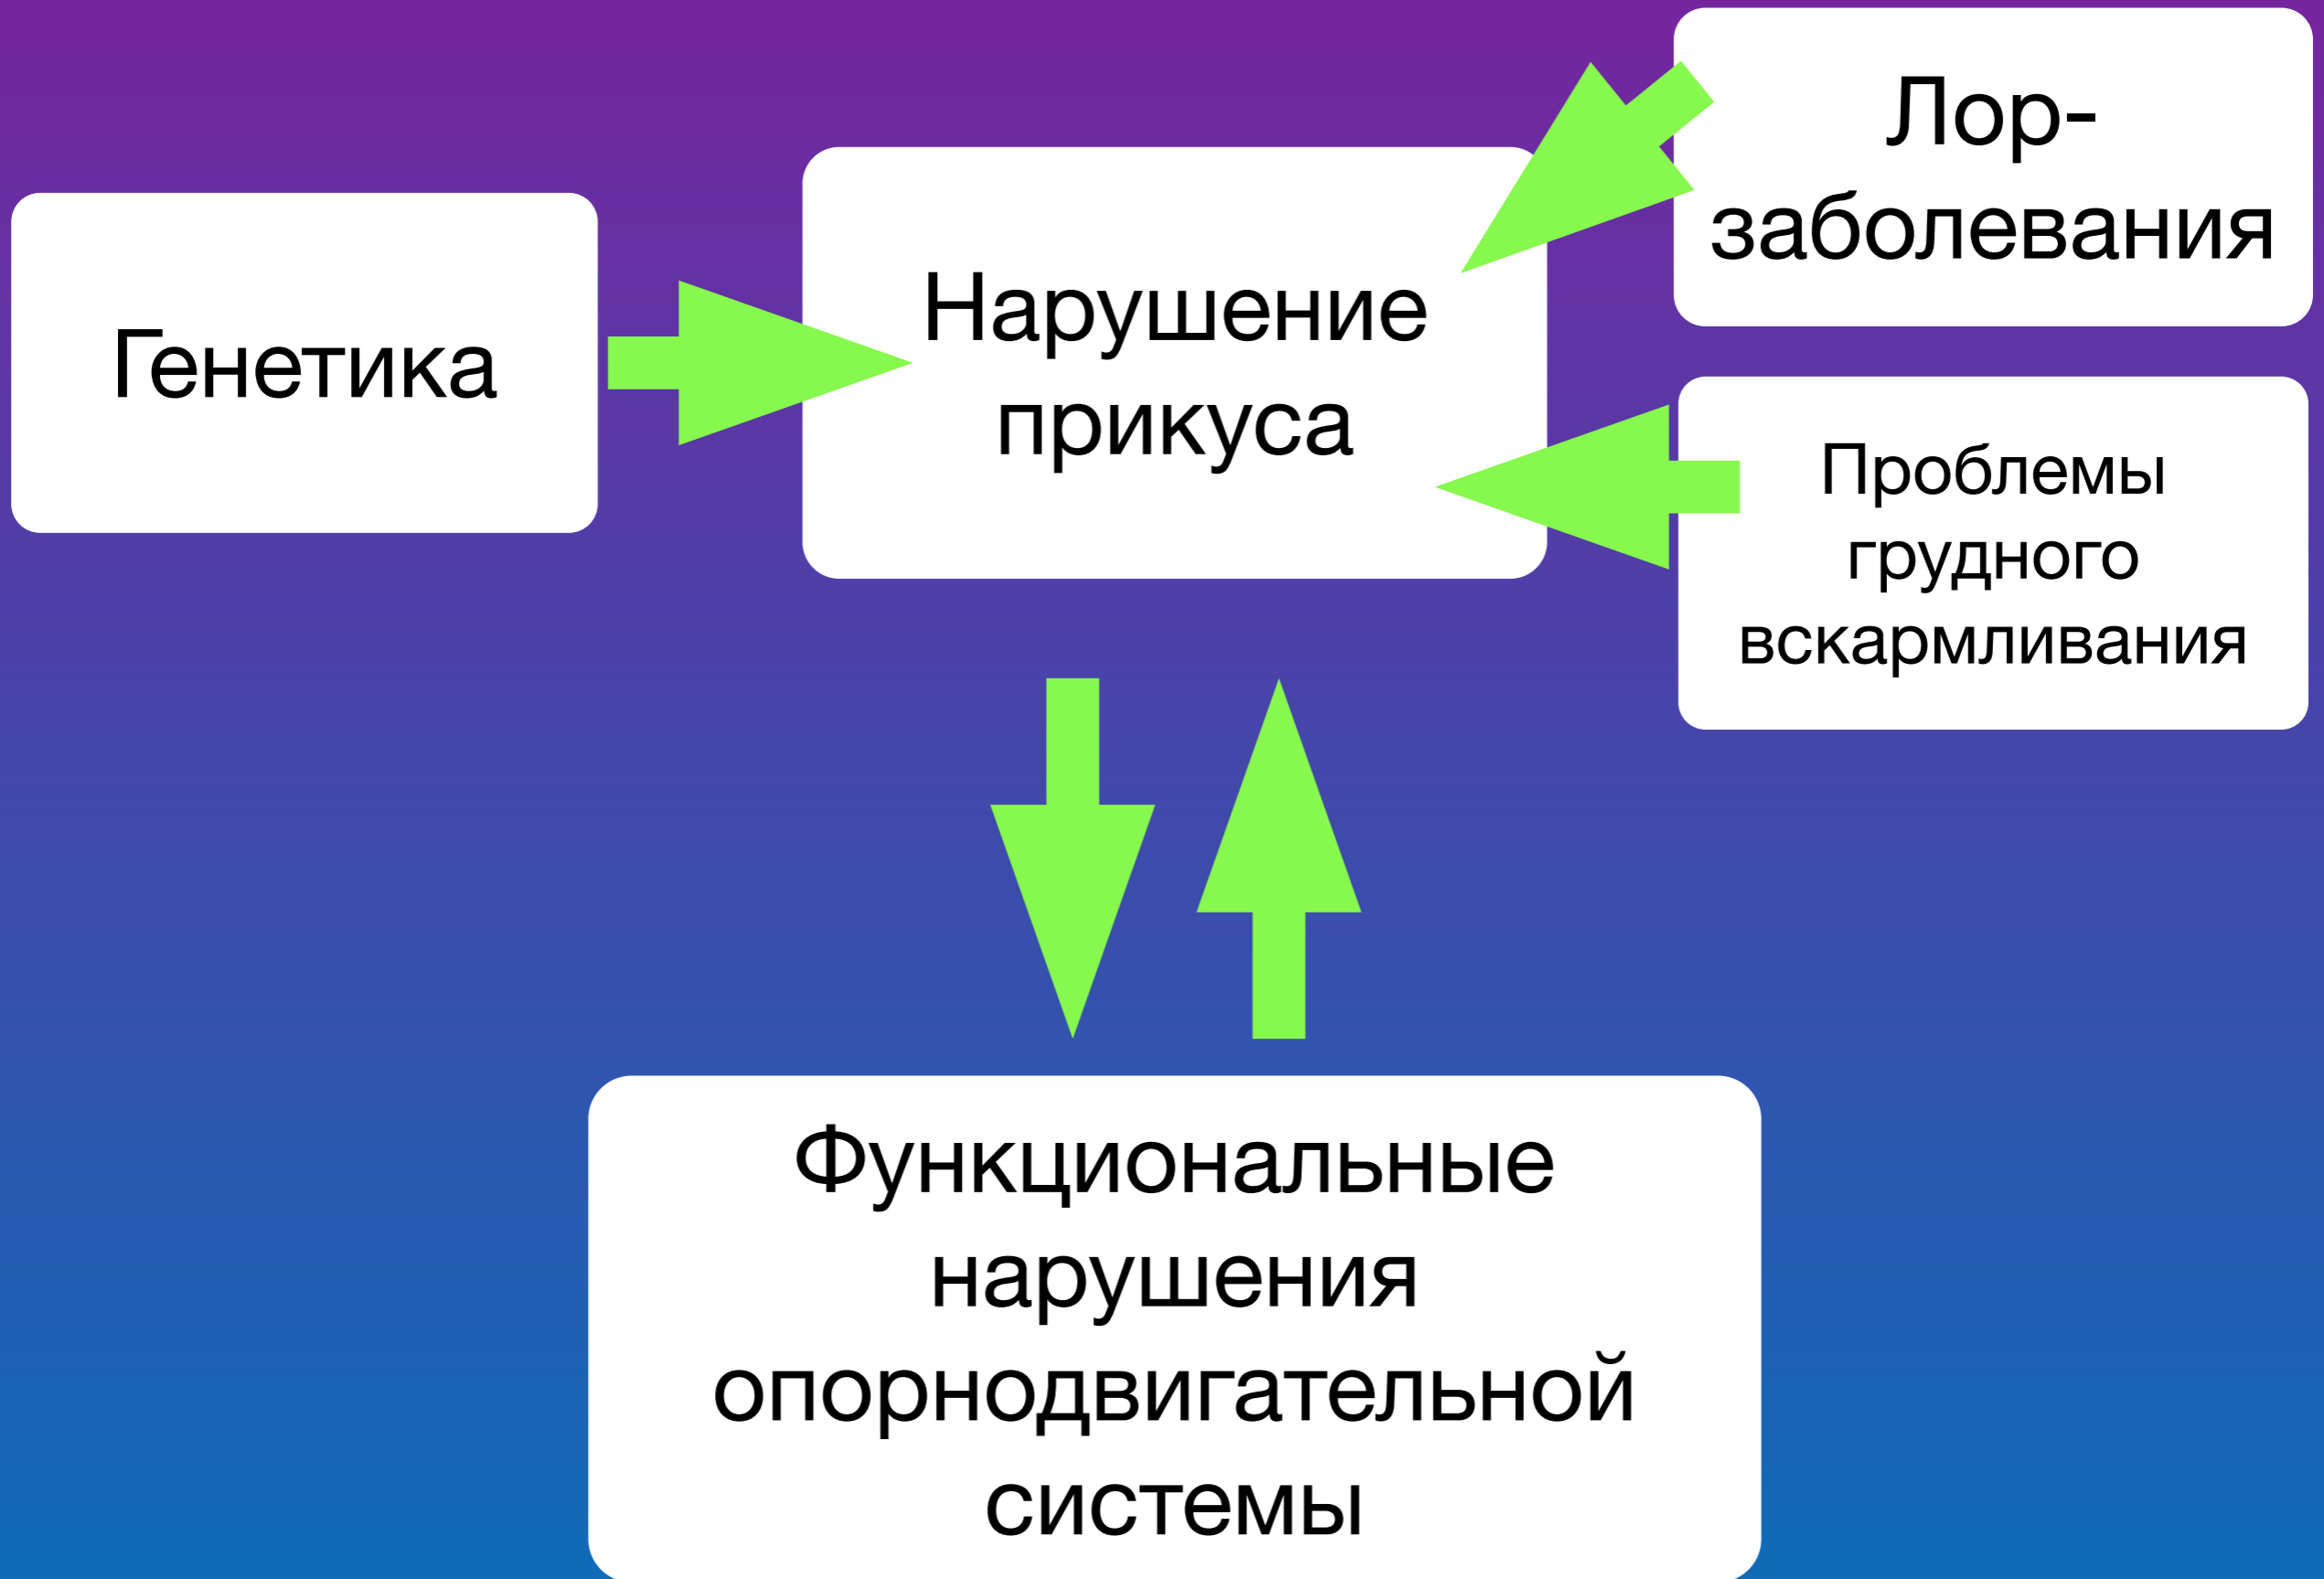 Генетика
Нарушение
прикуса
Лор-
заболевания
Проблемы
грудного
вскармливания
Функциональные
нарушения
опорнодвигательной
системы